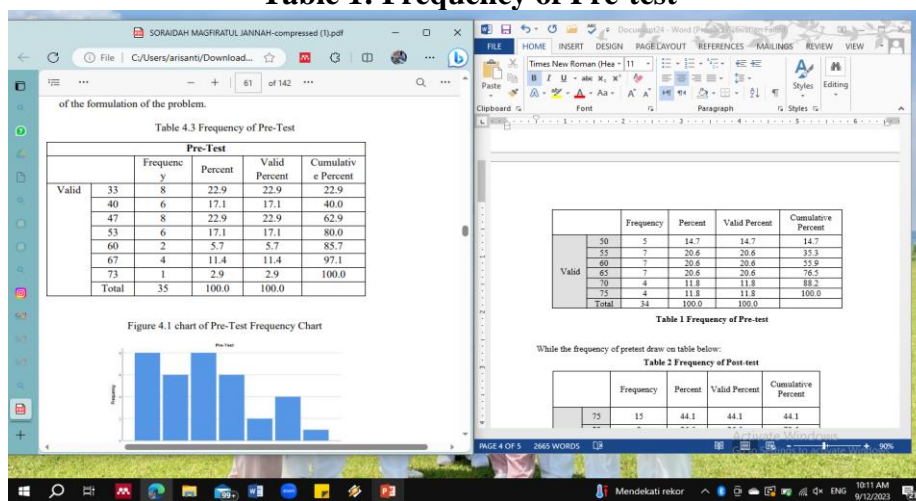 Table 1. Frequency of Pre-test
SORAIDAH MAGFIRATUL JANNAH-compressed (1).pdf
File | C:/Users/arisanti/Download...
61 of 142
of the formulation of the problem.
Table 4.3 Frequency of Pre-Test
Pre-Test
Frequenc
y
Percent
Valid
Percent
Cumulativ
e Percent
Valid 33 8 22.9 22.9 22.9
40 6 17.1 17.1 40.0
47 8 22.9 22.9 62.9
53 6 17.1 17.1 80.0
60 2 5.7 5.7 85.7
67 4 11.4 11.4 97.1
73 1 2.9 2.9 100.0
Total 35 100.0 100.0
Figure 4.1 chart of Pre-Test Frequency Chart
Pre-Test
Frequency
FILE HOME INSERT DESIGN PAGE LAYOUT REFERENCES MAILINGS REVIEW VIEW
Times New Roman (Hea 11
Paste
Styles Editing
Clipboard Font Paragraph Styles
Frequency Percent Valid Percent Cumulative
Percent
Valid
50 5 14.7 14.7 14.7
55 7 20.6 20.6 35.3
60 7 20.6 20.6 55.9
65 7 20.6 20.6 76.5
70 4 11.8 11.8 88.2
75 4 11.8 11.8 100.0
Total 34 100.0 100.0
Table 1 Frequency of Pre-test
While the frequency of pretest draw on table below:
Table 2 Frequency of Post-test
Frequency Percent Valid Percent Cumulative
Percent
75 15 44.1 44.1 44.1
Activate Windows
PAGE 4 OF 5 2665 WORDS
90%
99+
Mendekati rekor
ENG
10:11 AM
9/12/2023